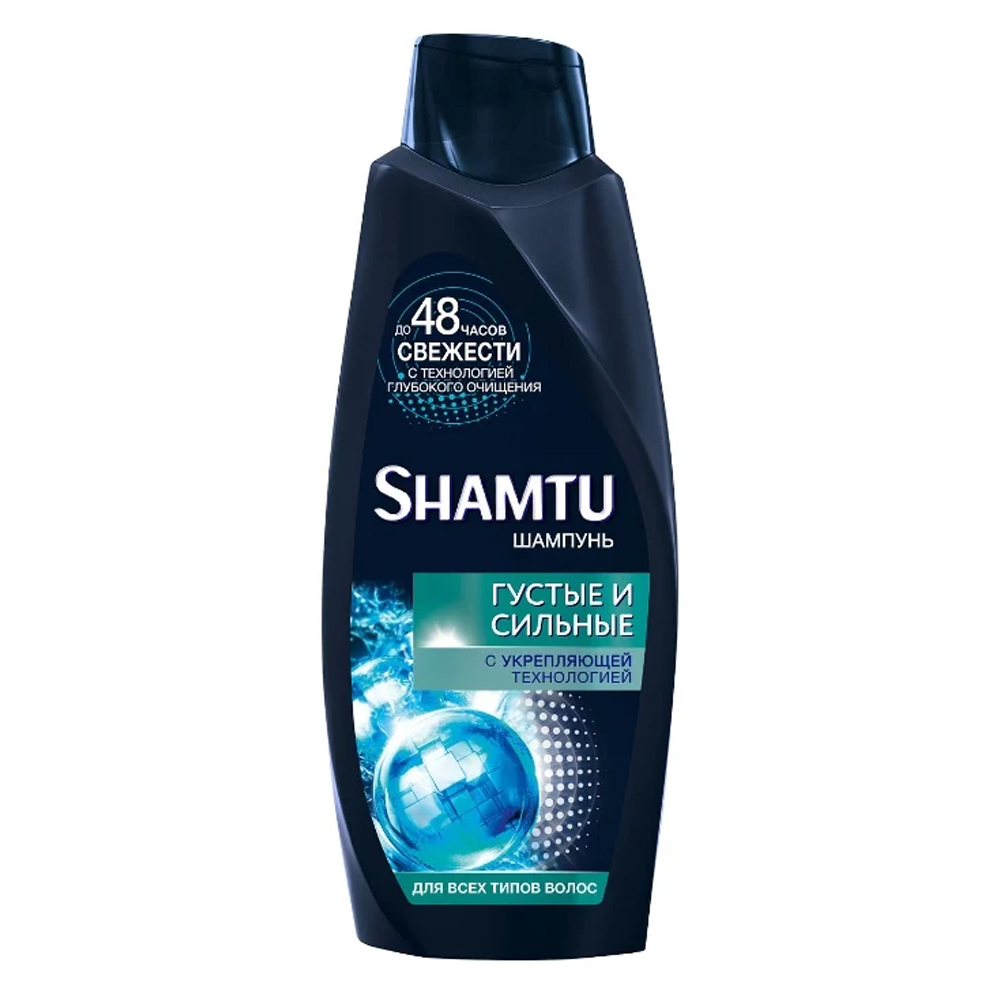 ДО 48 ЧАСОВ
СВЕЖЕСТИ
С ТЕХНОЛОГИЕЙ
ГЛУБОКОГО ОЧИЩЕНИЯ
SHAMTU
ШАМПУНЬ
ГУСТЫЕ И
СИЛЬНЫЕ
С УКРЕПЛЯЮЩЕЙ
ТЕХНОЛОГИЕЙ
ДЛЯ ВСЕХ ТИПОВ ВОЛОС